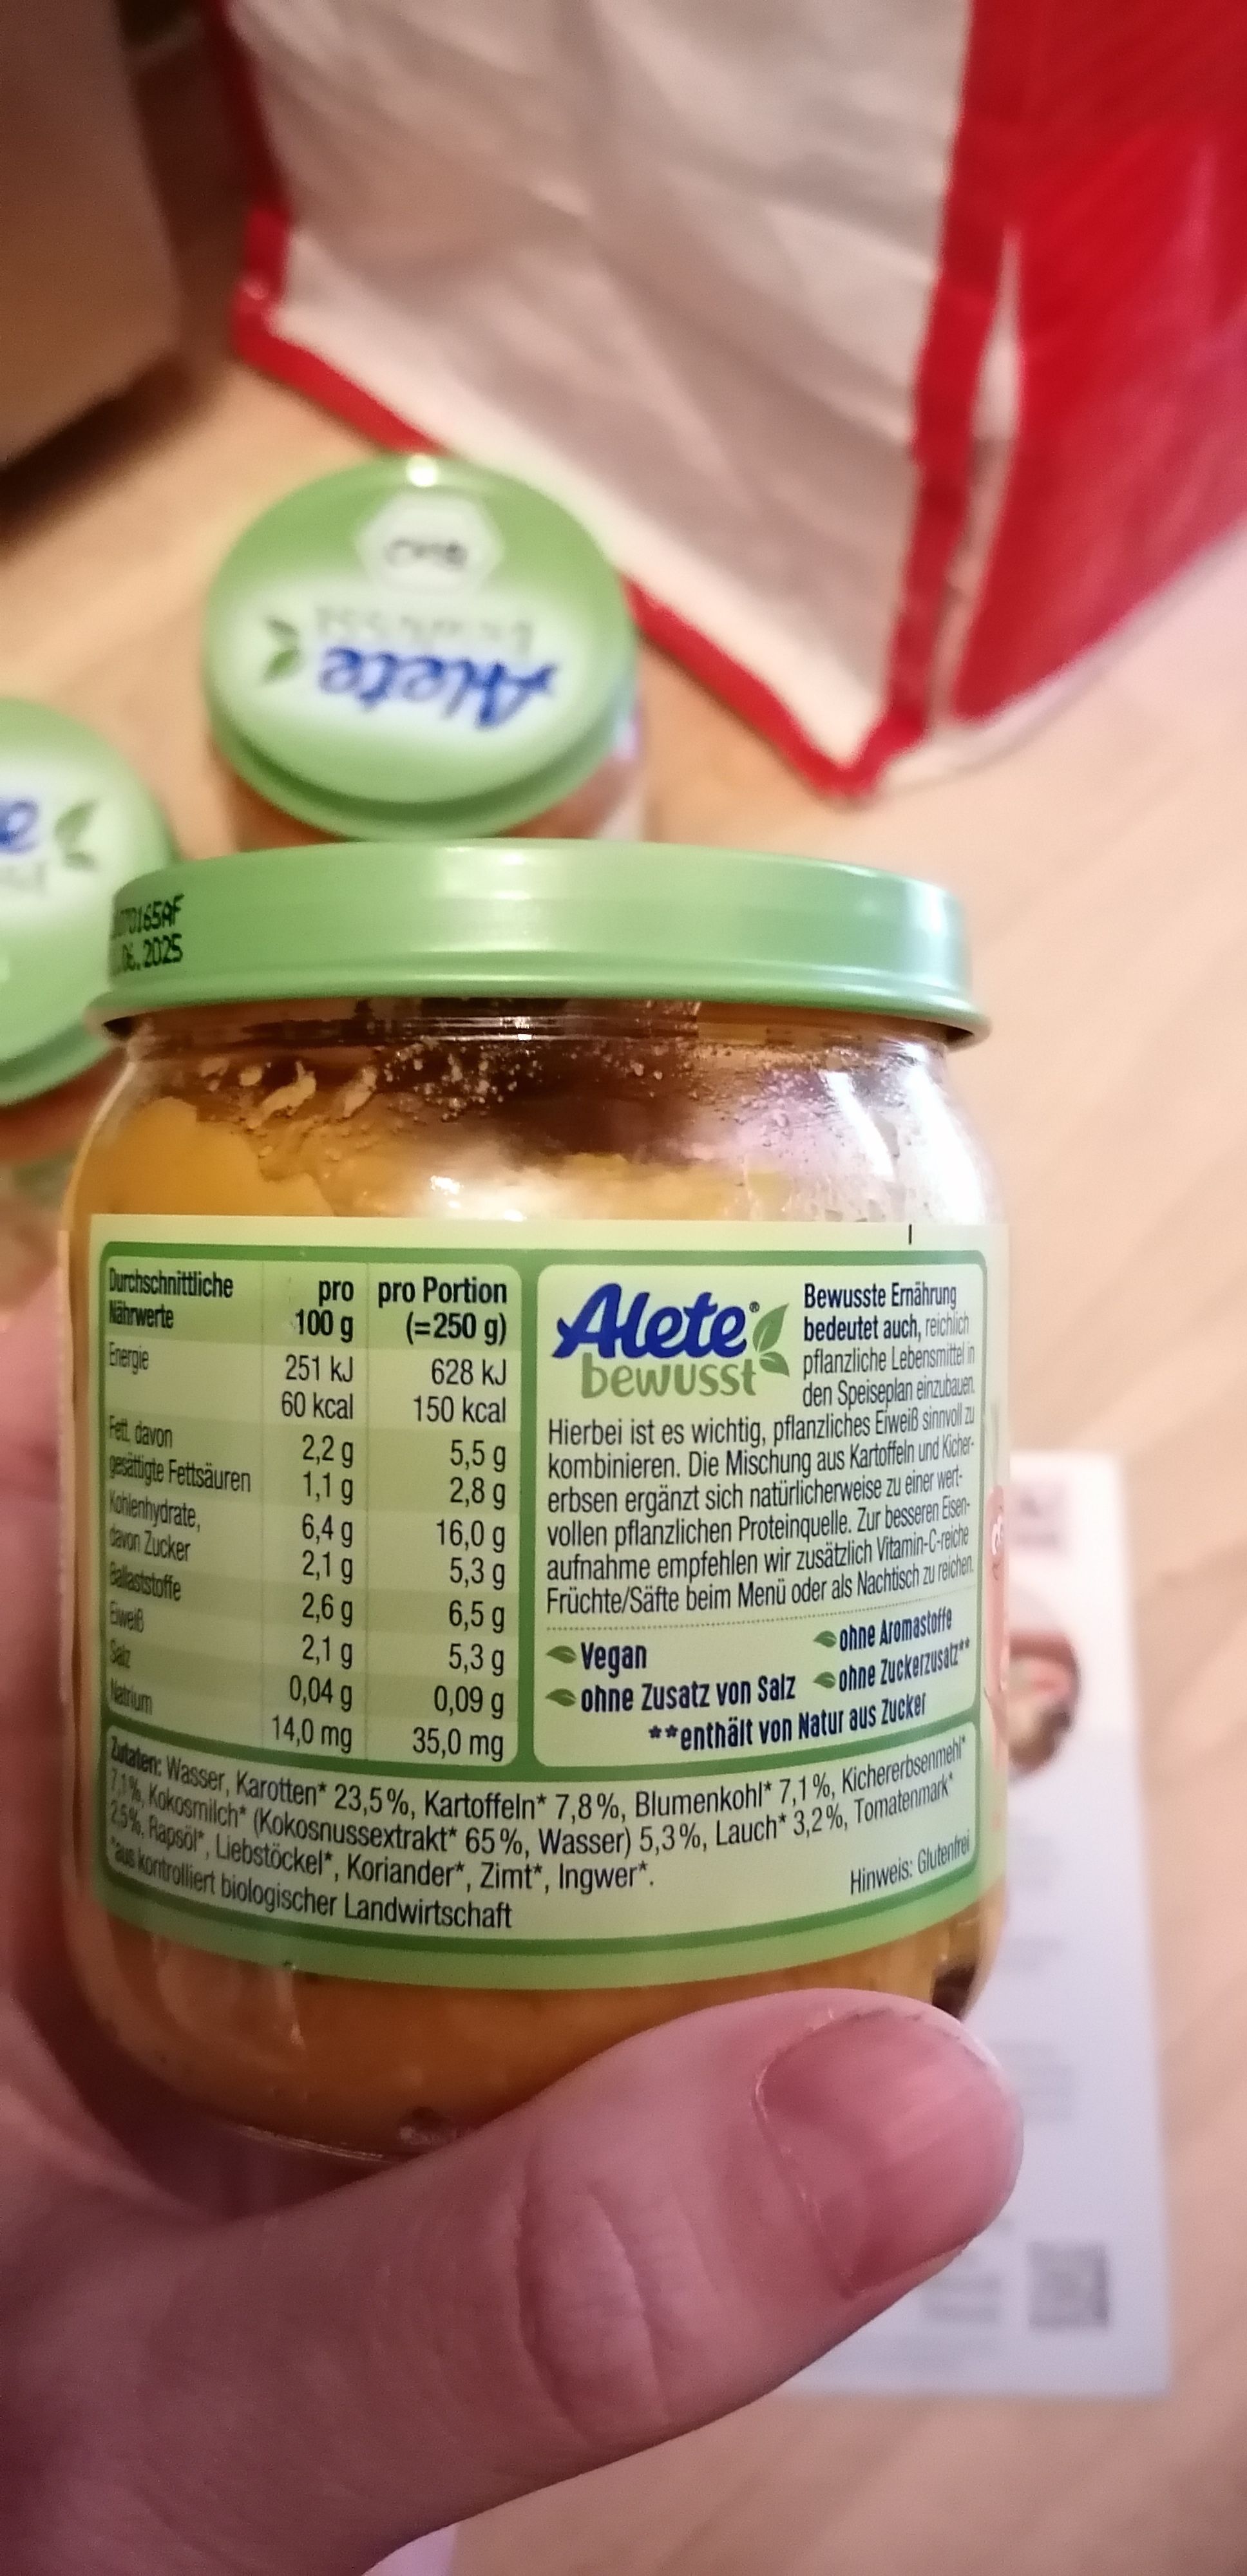 BIO
bewusst
Alete
70165AF
06.2025
Durchschnittliche Nährwerte pro 100 g pro Portion (=250 g)
Energie 251 kJ 628 kJ
60 kcal 150 kcal
Fett, davon 2,2 g 5,5 g
gesättigte Fettsäuren 1,1 g 2,8 g
Kohlenhydrate, 6,4 g 16,0 g
davon Zucker 2,1 g 5,3 g
Ballaststoffe 2,6 g 6,5 g
Eiweiß 2,1 g 5,3 g
Salz 0,04 g 0,09 g
Natrium 14,0 mg 35,0 mg
Alete®
bewusst
Bewusste Ernährung
bedeutet auch, reichlich
pflanzliche Lebensmittel in
den Speiseplan einzubauen.
Hierbei ist es wichtig, pflanzliches Eiweiß sinnvoll zu
kombinieren. Die Mischung aus Kartoffeln und Kicher-
erbsen ergänzt sich natürlicherweise zu einer wert-
vollen pflanzlichen Proteinquelle. Zur besseren Eisen-
aufnahme empfehlen wir zusätzlich Vitamin-C-reiche
Früchte/Säfte beim Menü oder als Nachtisch zu reichen.
Vegan
ohne Aromastoffe
ohne Zusatz von Salz
ohne Zuckerzusatz**
**enthält von Natur aus Zucker
Zutaten: Wasser, Karotten* 23,5%, Kartoffeln* 7,8%, Blumenkohl* 7,1%, Kichererbsenmehl*
7,1%, Kokosmilch* (Kokosnussextrakt* 65%, Wasser) 5,3%, Lauch* 3,2%, Tomatenmark*
2,5%, Rapsöl*, Liebstöckel*, Koriander*, Zimt*, Ingwer*.
*aus kontrolliert biologischer Landwirtschaft
Hinweis: Glutenfrei